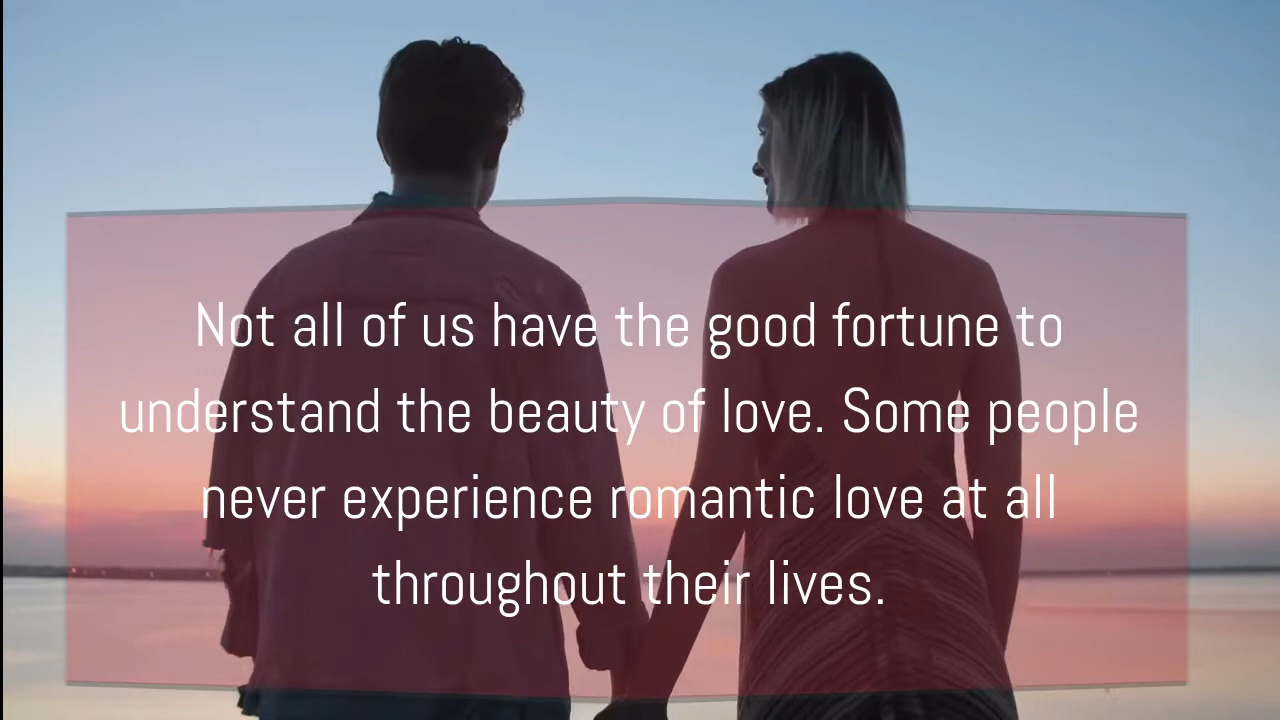 Not all of us have the good fortune to
understand the beauty of love. Some people
never experience romantic love at all
throughout their lives.